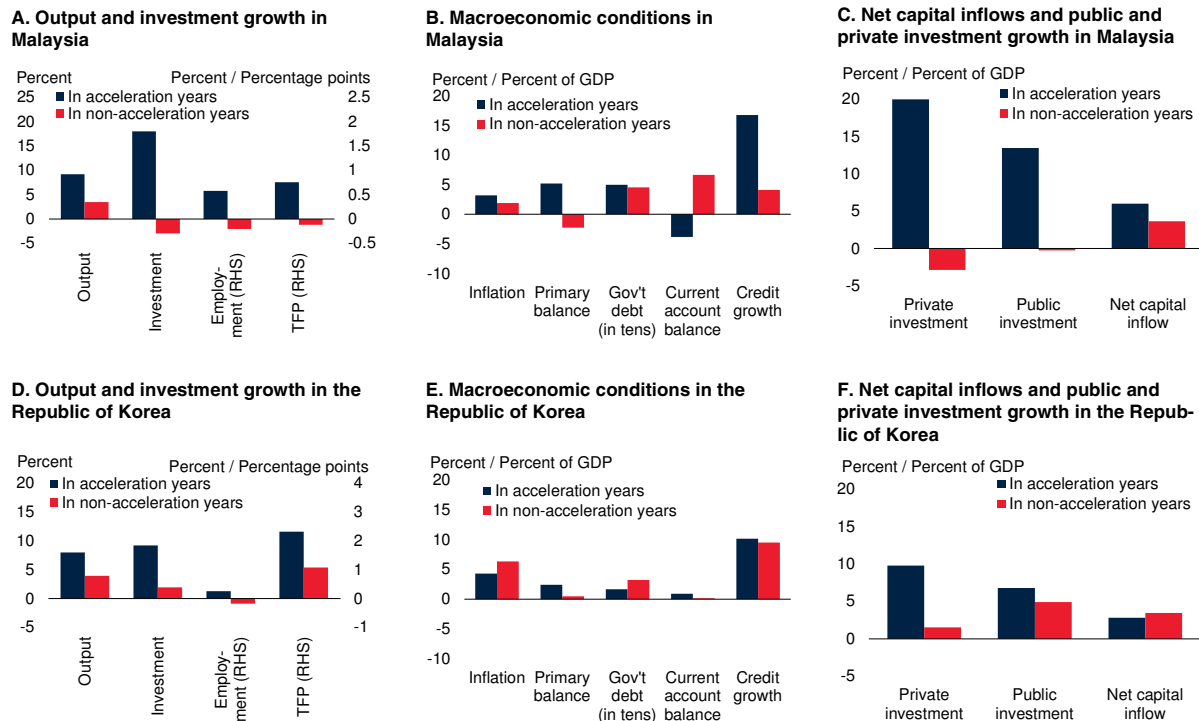 A. Output and investment growth in
Malaysia
Percent
Percent / Percentage points
In acceleration years
In non-acceleration years
25
20
15
10
5
0
-5
2.5
2
1.5
1
0.5
0
-0.5
Output
Investment
Employ-
ment (RHS)
TFP (RHS)
B. Macroeconomic conditions in
Malaysia
Percent / Percent of GDP
In acceleration years
In non-acceleration years
20
15
10
5
0
-5
-10
Inflation
Primary
balance
Gov't
debt
(in tens)
Current
account
balance
Credit
growth
C. Net capital inflows and public and
private investment growth in Malaysia
Percent / Percent of GDP
In acceleration years
In non-acceleration years
20
15
10
5
0
-5
Private
investment
Public
investment
Net capital
inflow
D. Output and investment growth in the
Republic of Korea
Percent
Percent / Percentage points
In acceleration years
In non-acceleration years
20
15
10
5
0
-5
4
3
2
1
0
-1
Output
Investment
Employ-
ment (RHS)
TFP (RHS)
E. Macroeconomic conditions in the
Republic of Korea
Percent / Percent of GDP
In acceleration years
In non-acceleration years
20
15
10
5
0
-5
-10
Inflation
Primary
balance
Gov't
debt
(in tens)
Current
account
balance
Credit
growth
F. Net capital inflows and public and
private investment growth in the Repub-
lic of Korea
Percent / Percent of GDP
In acceleration years
In non-acceleration years
20
15
10
5
0
-5
Private
investment
Public
investment
Net capital
inflow